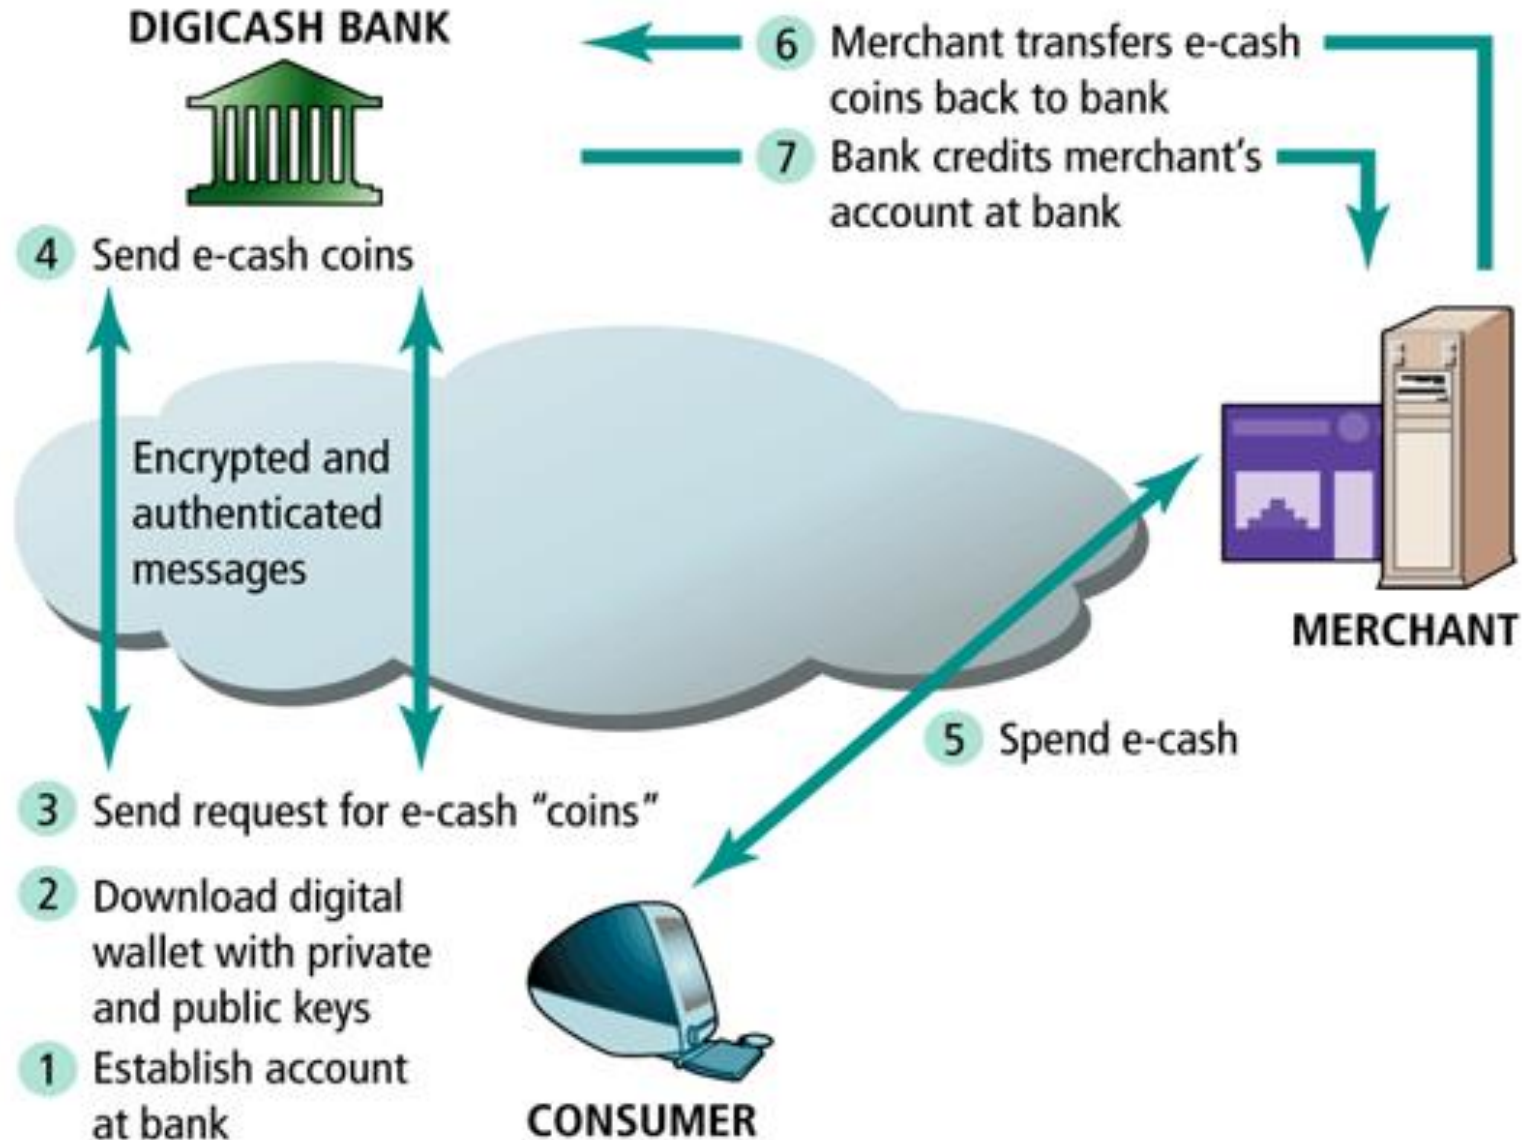 DIGICASH BANK
6 Merchant transfers e-cash
coins back to bank
7 Bank credits merchant's
account at bank
4 Send e-cash coins
Encrypted and
authenticated
messages
MERCHANT
5 Spend e-cash
3 Send request for e-cash “coins”
2 Download digital
wallet with private
and public keys
1 Establish account
at bank
CONSUMER